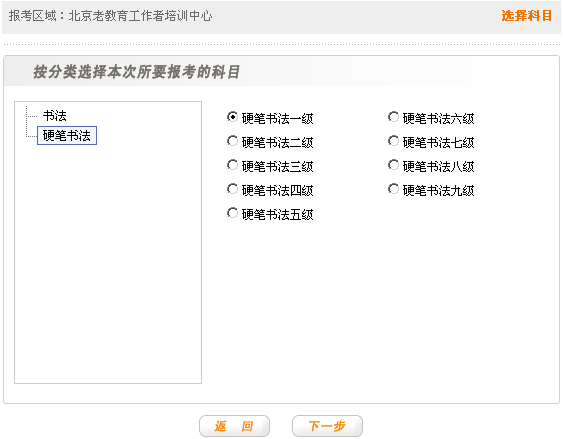 报考区域：北京老教育工作者培训中心
选择科目
按分类选择本次所要报考的科目
书法
硬笔书法
硬笔书法一级
硬笔书法六级
硬笔书法二级
硬笔书法七级
硬笔书法三级
硬笔书法八级
硬笔书法四级
硬笔书法九级
硬笔书法五级
返 回
下一步